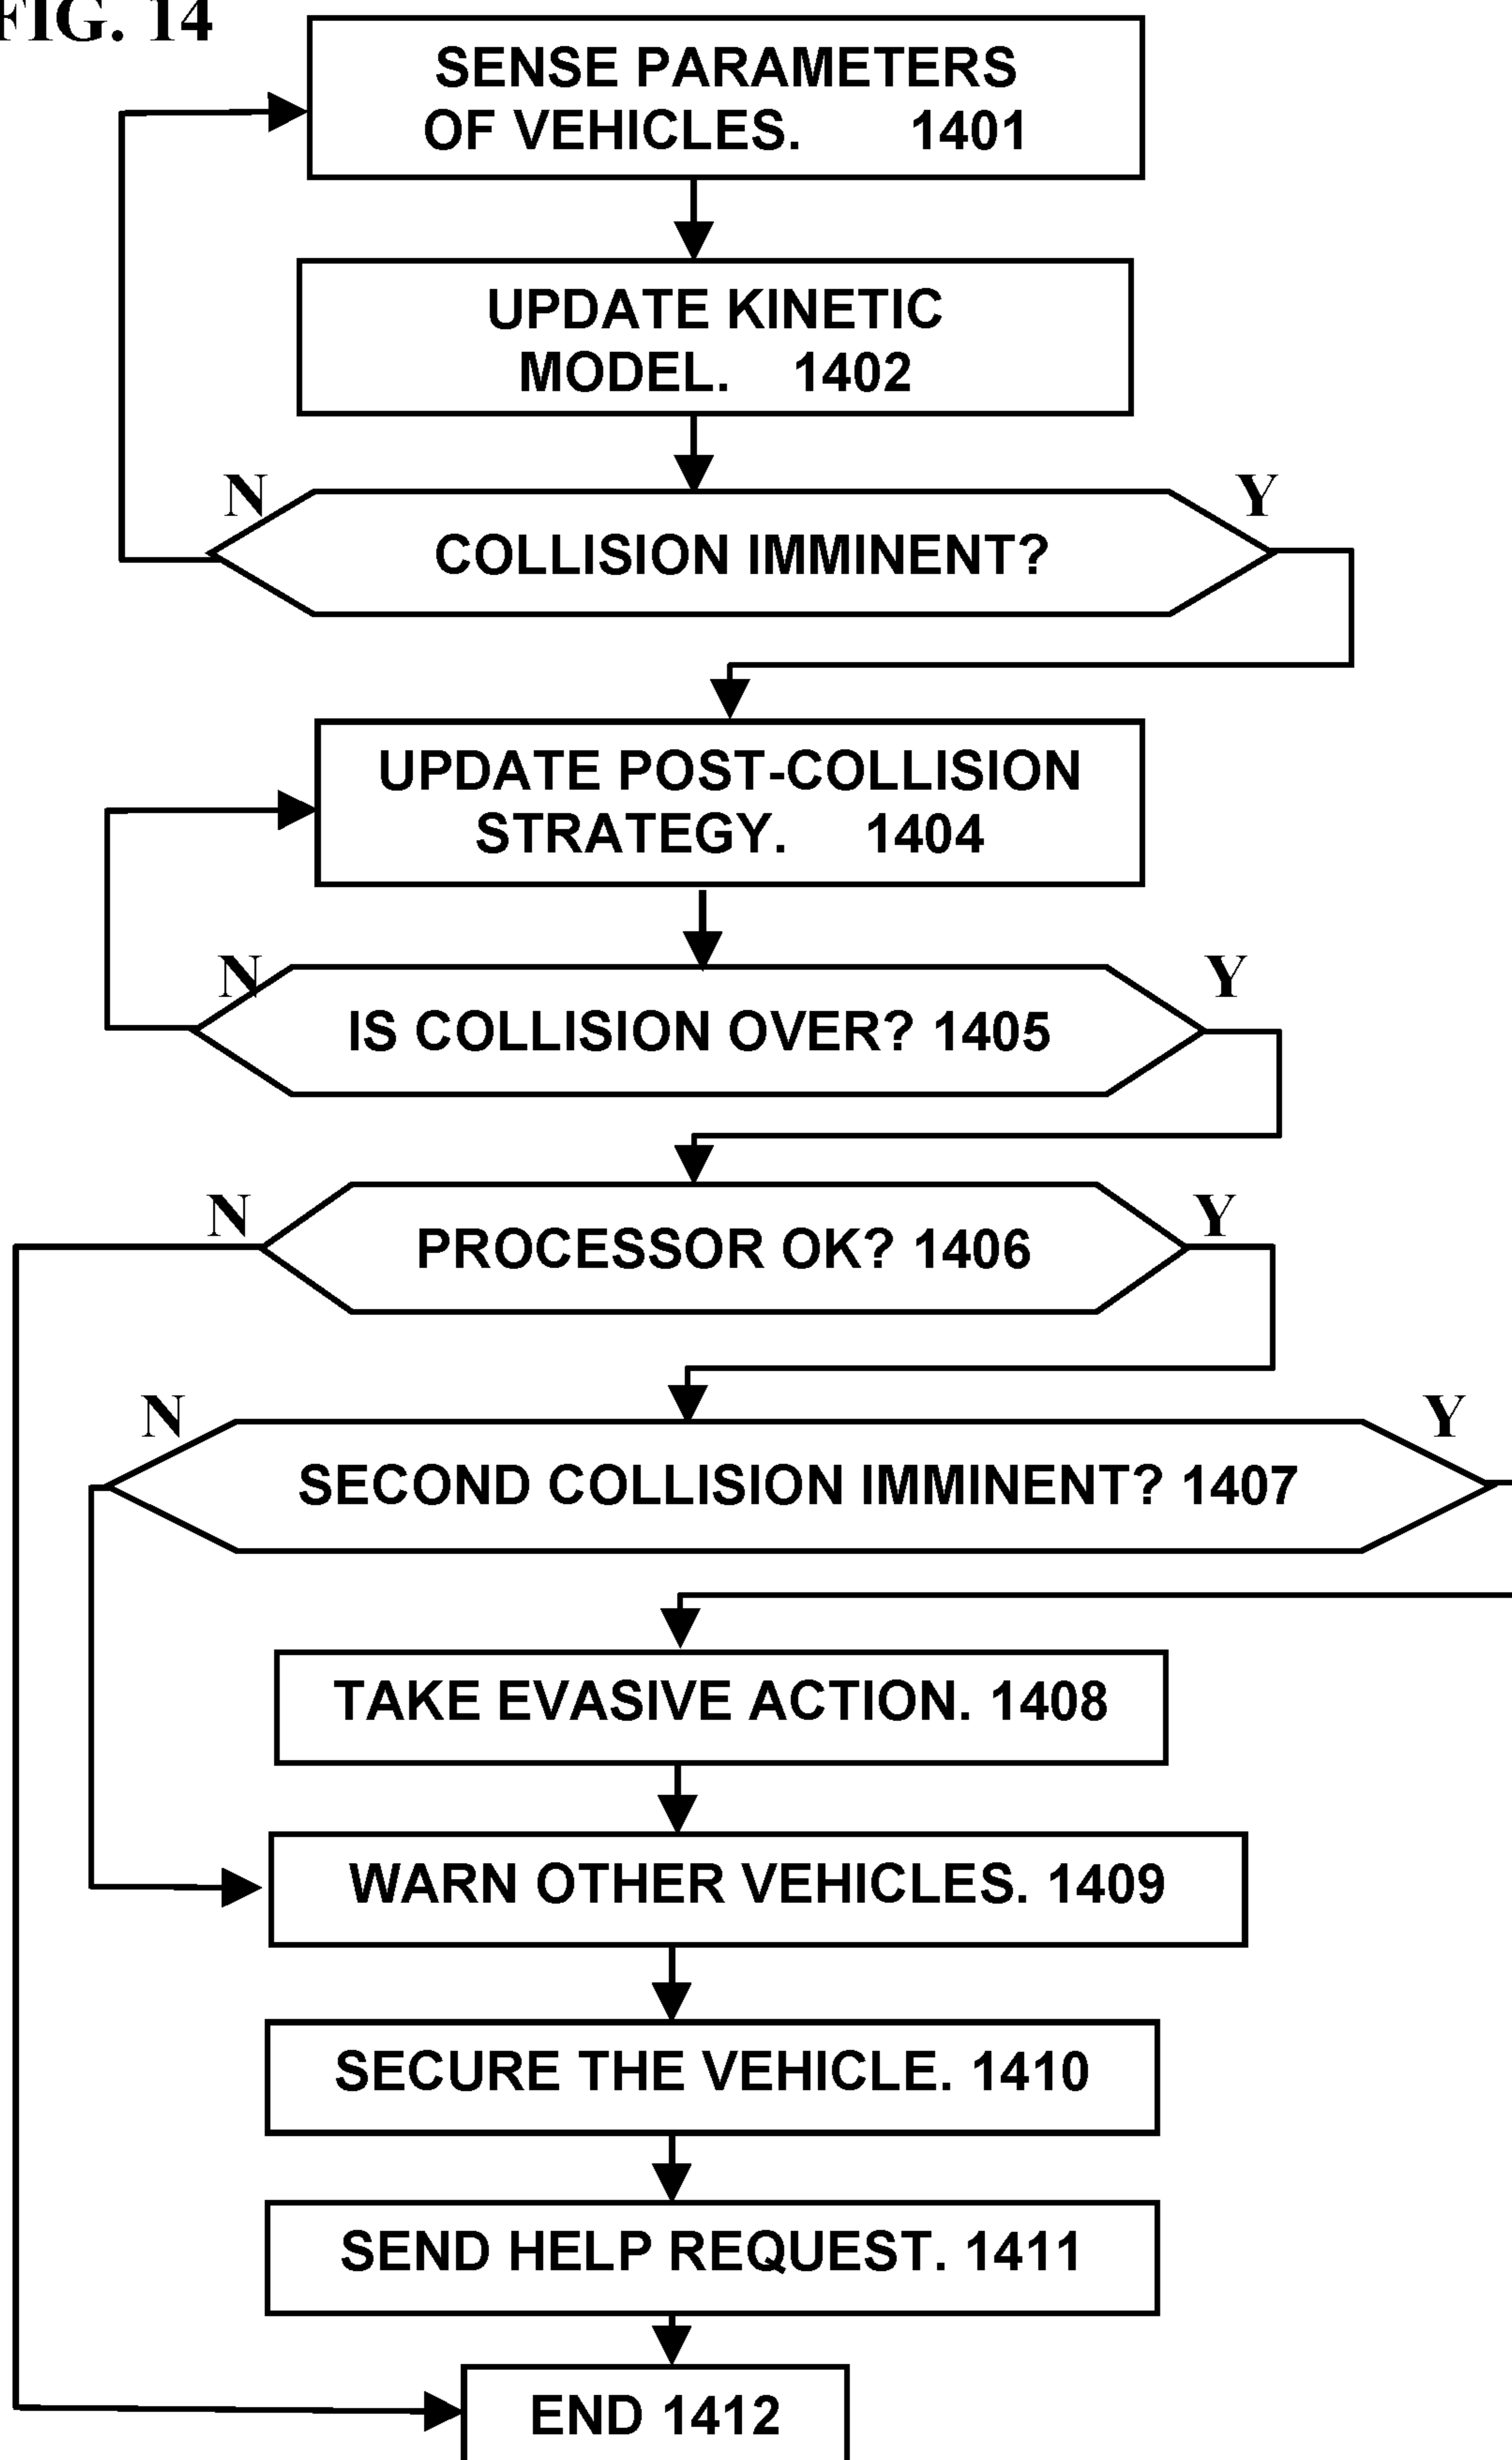 FIG. 14
SENSE PARAMETERS
OF VEHICLES. 1401
UPDATE KINETIC
MODEL. 1402
N
Y
COLLISION IMMINENT?
UPDATE POST-COLLISION
STRATEGY. 1404
N
Y
IS COLLISION OVER? 1405
N
Y
PROCESSOR OK? 1406
N
Y
SECOND COLLISION IMMINENT? 1407
TAKE EVASIVE ACTION. 1408
WARN OTHER VEHICLES. 1409
SECURE THE VEHICLE. 1410
SEND HELP REQUEST. 1411
END 1412